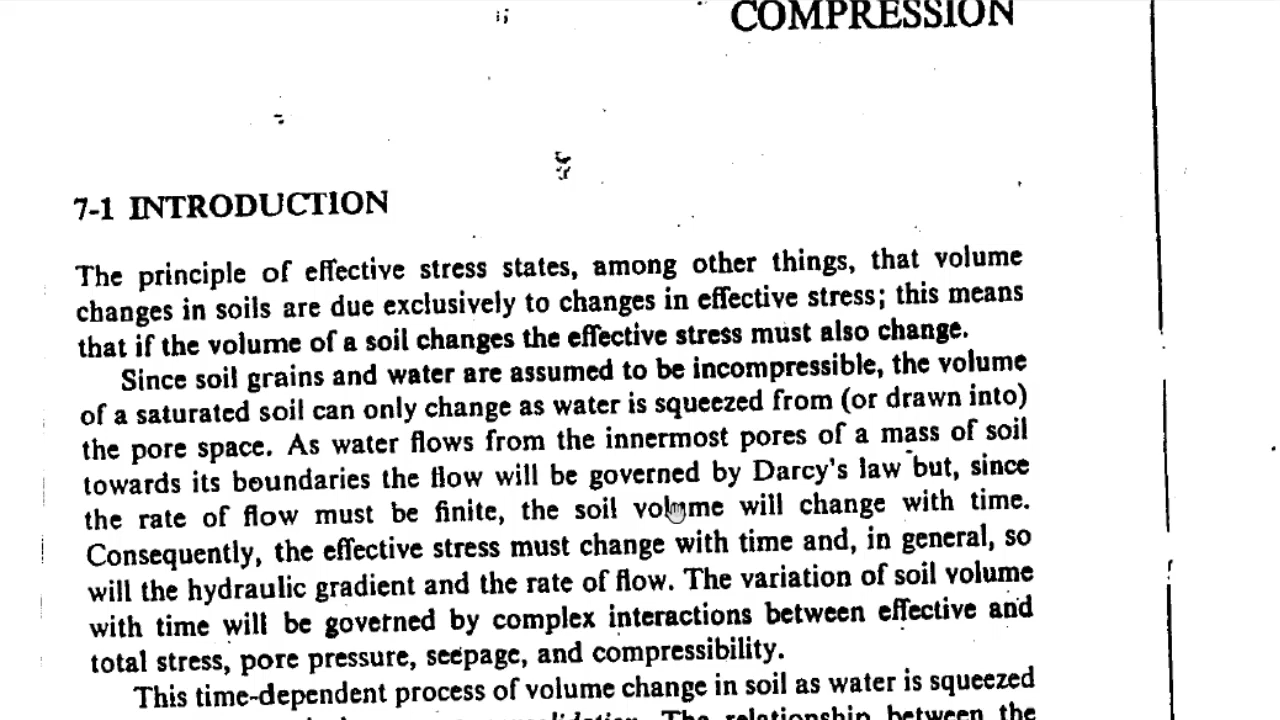 COMPRESSION
7-1 INTRODUCTION
The principle of effective stress states, among other things, that volume
changes in soils are due exclusively to changes in effective stress; this means
that if the volume of a soil changes the effective stress must also change.
Since soil grains and water are assumed to be incompressible, the volume
of a saturated soil can only change as water is squeezed from (or drawn into)
the pore space. As water flows from the innermost pores of a mass of soil
towards its boundaries the flow will be governed by Darcy's law but, since
the rate of flow must be finite, the soil volume will change with time.
Consequently, the effective stress must change with time and, in general, so
will the hydraulic gradient and the rate of flow. The variation of soil volume
with time will be governed by complex interactions between effective and
total stress, pore pressure, seepage, and compressibility.
This time-dependent process of volume change in soil as water is squeezed
The relationship between the